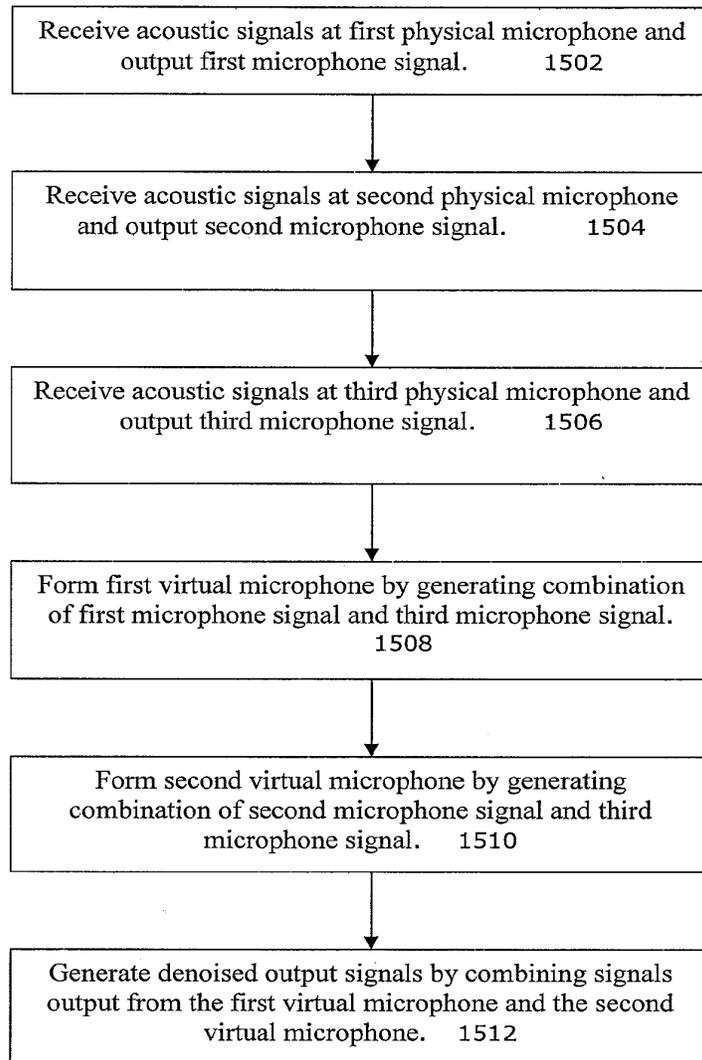 Receive acoustic signals at first physical microphone and
output first microphone signal. 1502
Receive acoustic signals at second physical microphone
and output second microphone signal. 1504
Receive acoustic signals at third physical microphone and
output third microphone signal. 1506
Form first virtual microphone by generating combination
of first microphone signal and third microphone signal.
1508
Form second virtual microphone by generating
combination of second microphone signal and third
microphone signal. 1510
Generate denoised output signals by combining signals
output from the first virtual microphone and the second
virtual microphone. 1512